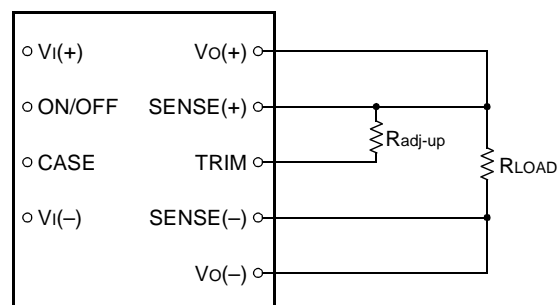 VI(+) VO(+)
ON/OFF SENSE(+)
Radj-up
CASE TRIM
RLOAD
VI(–) SENSE(–)
VO(–)